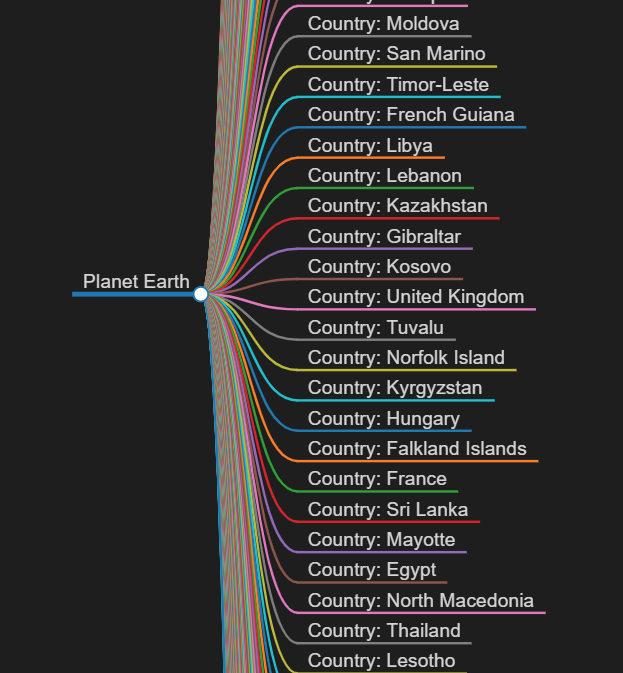 Country: Moldova
Country: San Marino
Country: Timor-Leste
Country: French Guiana
Country: Libya
Country: Lebanon
Country: Kazakhstan
Country: Gibraltar
Country: Kosovo
Planet Earth
Country: United Kingdom
Country: Tuvalu
Country: Norfolk Island
Country: Kyrgyzstan
Country: Hungary
Country: Falkland Islands
Country: France
Country: Sri Lanka
Country: Mayotte
Country: Egypt
Country: North Macedonia
Country: Thailand
Country: Lesotho